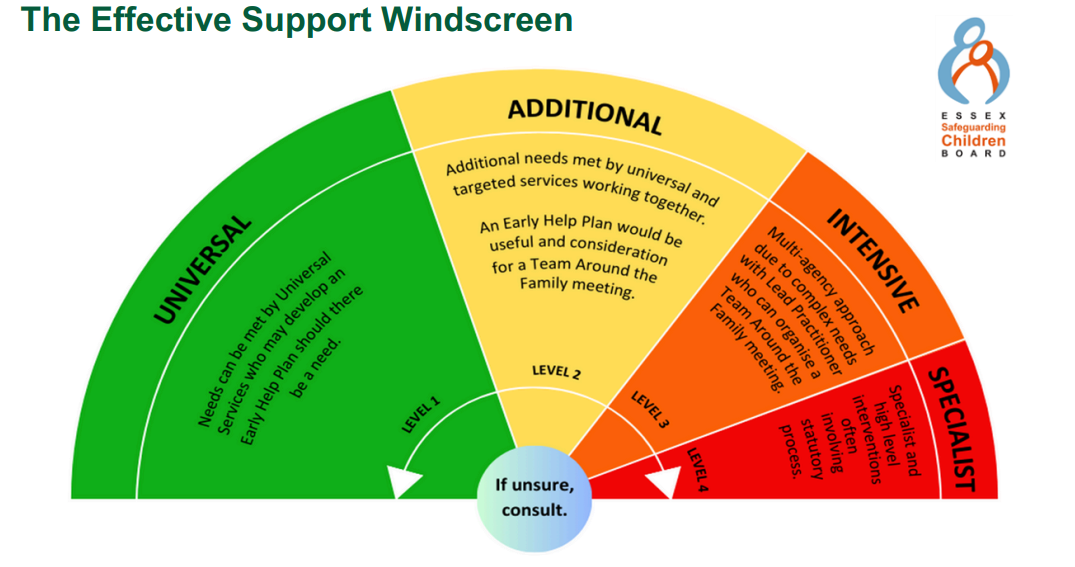 The Effective Support Windscreen
ESSEX
Safeguarding
Children
BOARD
UNIVERSAL
Needs can be met by Universal
Services who may develop an
Early Help Plan should there
be a need.
LEVEL 1
ADDITIONAL
Additional needs met by universal and
targeted services working together.
An Early Help Plan would be
useful and consideration
for a Team Around the
Family meeting.
LEVEL 2
INTENSIVE
Multi-agency approach
due to complex needs
with Lead Practitioner
who can organise a
Team Around the
Family meeting.
LEVEL 3
SPECIALIST
Specialist and
high level
interventions
often
involving
statutory
process.
LEVEL 4
If unsure,
consult.